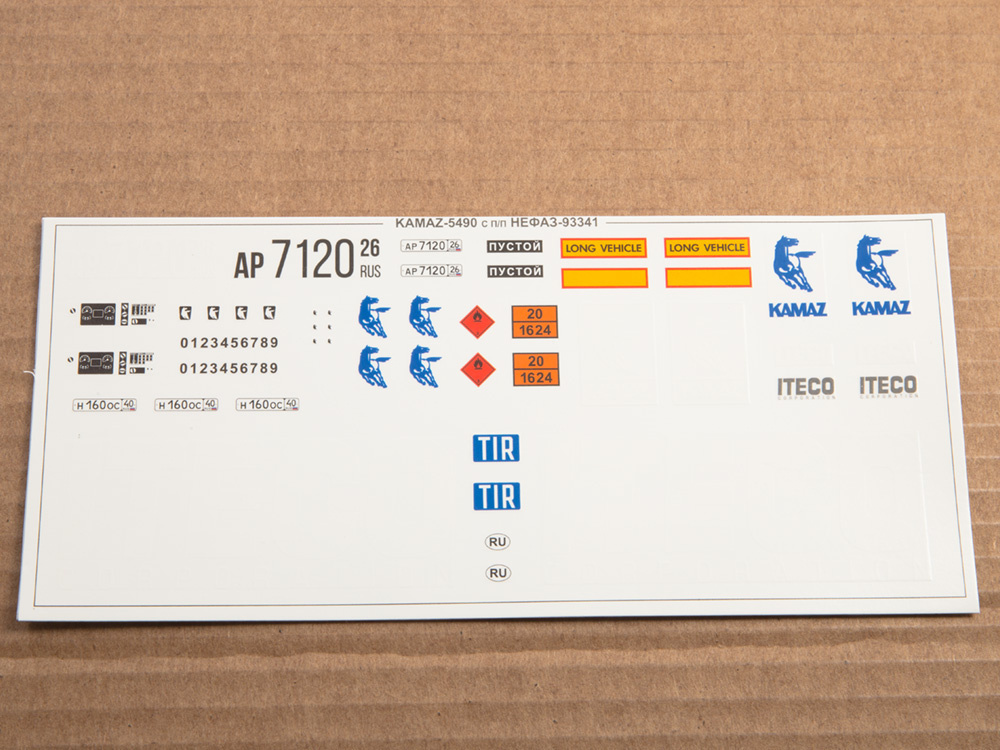 KAMAZ-5490 с п/п НЕФАЗ-93341
АР 7120 26 RUS
АР 7120 26
АР 7120 26
ПУСТОЙ
ПУСТОЙ
LONG VEHICLE
LONG VEHICLE
KAMAZ
KAMAZ
0123456789
0123456789
20
1624
20
1624
ITECO
CORPORATION
ITECO
CORPORATION
Н 160 ОС 40
Н 160 ОС 40
Н 160 ОС 40
TIR
TIR
RU
RU